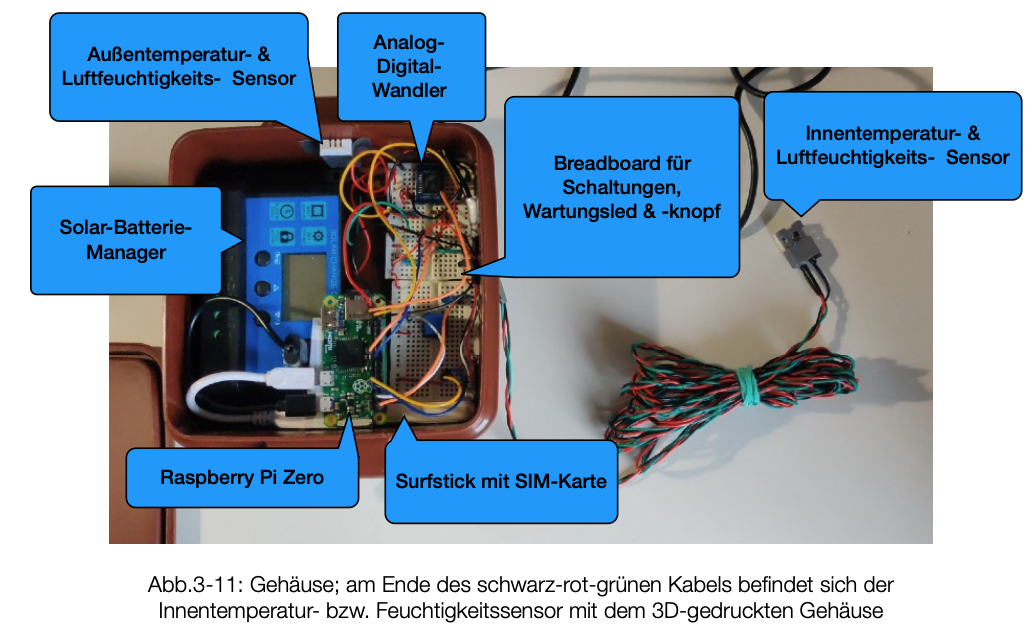 Außentemperatur- &
Luftfeuchtigkeits- Sensor
Analog-
Digital-
Wandler
Innentemperatur- &
Luftfeuchtigkeits- Sensor
Breadboard für
Schaltungen,
Wartungsled & -knopf
Solar-Batterie-
Manager
Raspberry Pi Zero
Surfstick mit SIM-Karte
Abb.3-11: Gehäuse; am Ende des schwarz-rot-grünen Kabels befindet sich der
Innentemperatur- bzw. Feuchtigkeitssensor mit dem 3D-gedruckten Gehäuse